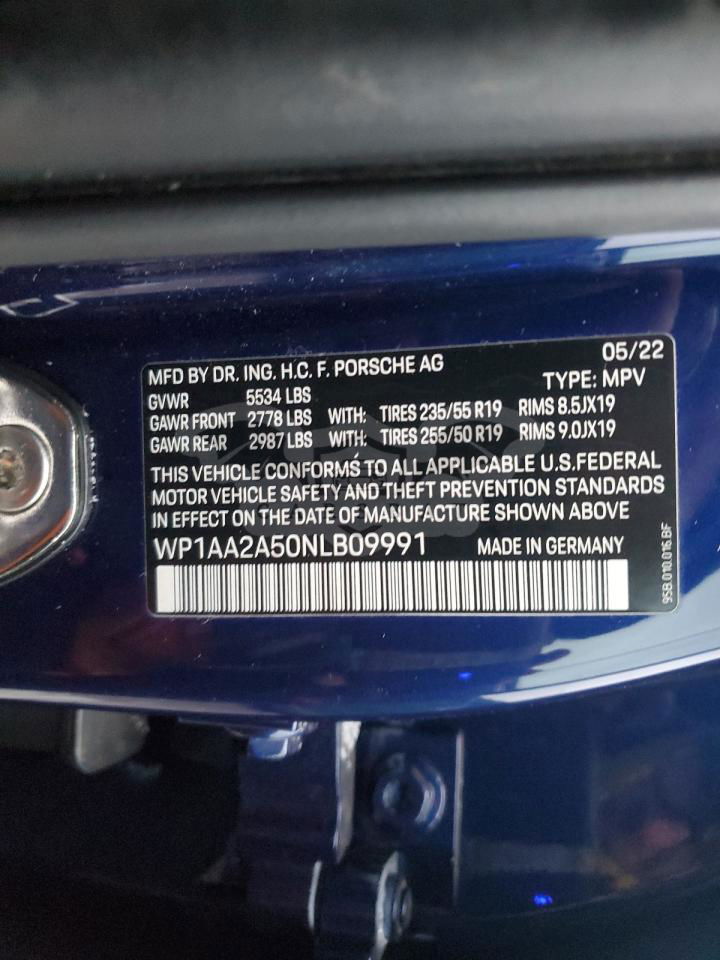 MFD BY DR. ING. H.C. F. PORSCHE AG 05/22
GVWR 5534 LBS TYPE: MPV
GAWR FRONT 2778 LBS WITH: TIRES 235/55 R19 RIMS 8.5JX19
GAWR REAR 2987 LBS WITH: TIRES 255/50 R19 RIMS 9.0JX19
THIS VEHICLE CONFORMS TO ALL APPLICABLE U.S.FEDERAL
MOTOR VEHICLE SAFETY AND THEFT PREVENTION STANDARDS
IN EFFECT ON THE DATE OF MANUFACTURE SHOWN ABOVE
WP1AA2A50NLB09991 MADE IN GERMANY
95B.010.016.BF